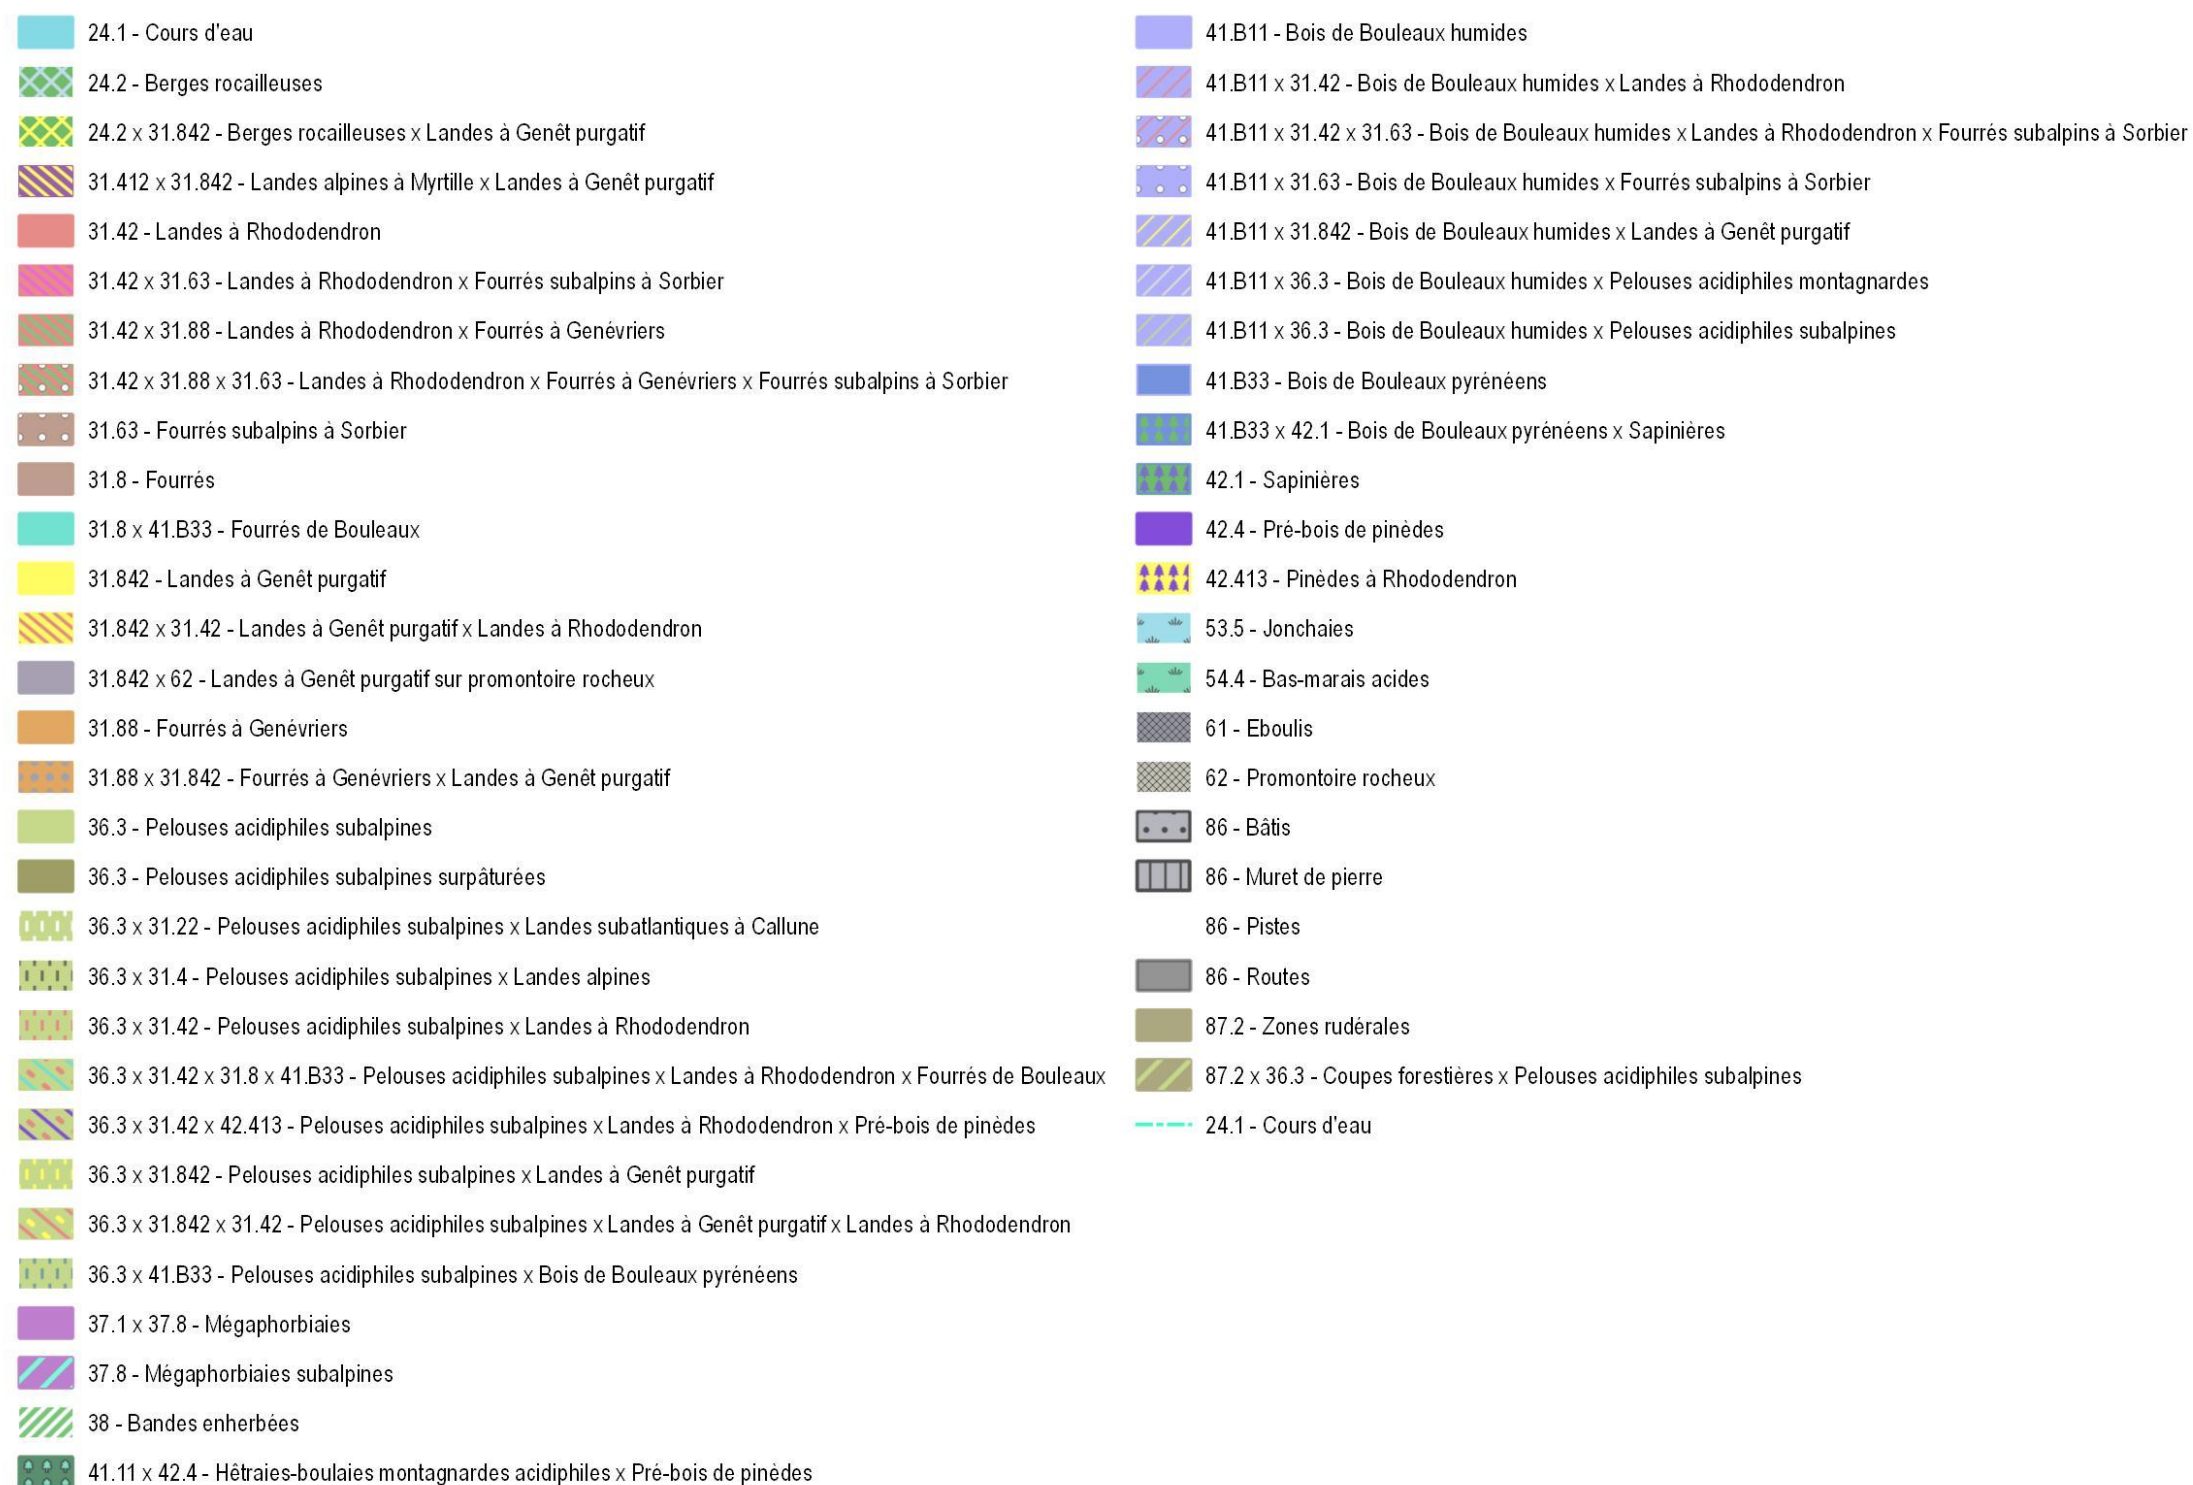 24.1 - Cours d'eau
24.2 - Berges rocailleuses
24.2 x 31.842 - Berges rocailleuses x Landes à Genêt purgatif
31.412 x 31.842 - Landes alpines à Myrtille x Landes à Genêt purgatif
31.42 - Landes à Rhododendron
31.42 x 31.63 - Landes à Rhododendron x Fourrés subalpins à Sorbier
31.42 x 31.88 - Landes à Rhododendron x Fourrés à Genévriers
31.42 x 31.88 x 31.63 - Landes à Rhododendron x Fourrés à Genévriers x Fourrés subalpins à Sorbier
31.63 - Fourrés subalpins à Sorbier
31.8 - Fourrés
31.8 x 41.B33 - Fourrés de Bouleaux
31.842 - Landes à Genêt purgatif
31.842 x 31.42 - Landes à Genêt purgatif x Landes à Rhododendron
31.842 x 62 - Landes à Genêt purgatif sur promontoire rocheux
31.88 - Fourrés à Genévriers
31.88 x 31.842 - Fourrés à Genévriers x Landes à Genêt purgatif
36.3 - Pelouses acidiphiles subalpines
36.3 - Pelouses acidiphiles subalpines surpâturées
36.3 x 31.22 - Pelouses acidiphiles subalpines x Landes subatlantiques à Callune
36.3 x 31.4 - Pelouses acidiphiles subalpines x Landes alpines
36.3 x 31.42 - Pelouses acidiphiles subalpines x Landes à Rhododendron
36.3 x 31.42 x 31.8 x 41.B33 - Pelouses acidiphiles subalpines x Landes à Rhododendron x Fourrés de Bouleaux
36.3 x 31.42 x 42.413 - Pelouses acidiphiles subalpines x Landes à Rhododendron x Pré-bois de pinèdes
36.3 x 31.842 - Pelouses acidiphiles subalpines x Landes à Genêt purgatif
36.3 x 31.842 x 31.42 - Pelouses acidiphiles subalpines x Landes à Genêt purgatif x Landes à Rhododendron
36.3 x 41.B33 - Pelouses acidiphiles subalpines x Bois de Bouleaux pyrénéens
37.1 x 37.8 - Mégaphorbiaies
37.8 - Mégaphorbiaies subalpines
38 - Bandes enherbées
41.11 x 42.4 - Hêtraies-boulaies montagnardes acidiphiles x Pré-bois de pinèdes
41.B11 - Bois de Bouleaux humides
41.B11 x 31.42 - Bois de Bouleaux humides x Landes à Rhododendron
41.B11 x 31.42 x 31.63 - Bois de Bouleaux humides x Landes à Rhododendron x Fourrés subalpins à Sorbier
41.B11 x 31.63 - Bois de Bouleaux humides x Fourrés subalpins à Sorbier
41.B11 x 31.842 - Bois de Bouleaux humides x Landes à Genêt purgatif
41.B11 x 36.3 - Bois de Bouleaux humides x Pelouses acidiphiles montagnardes
41.B11 x 36.3 - Bois de Bouleaux humides x Pelouses acidiphiles subalpines
41.B33 - Bois de Bouleaux pyrénéens
41.B33 x 42.1 - Bois de Bouleaux pyrénéens x Sapinières
42.1 - Sapinières
42.4 - Pré-bois de pinèdes
42.413 - Pinèdes à Rhododendron
53.5 - Jonchaies
54.4 - Bas-marais acides
61 - Eboulis
62 - Promontoire rocheux
86 - Bâtis
86 - Muret de pierre
86 - Pistes
86 - Routes
87.2 - Zones rudérales
87.2 x 36.3 - Coupes forestières x Pelouses acidiphiles subalpines
24.1 - Cours d'eau